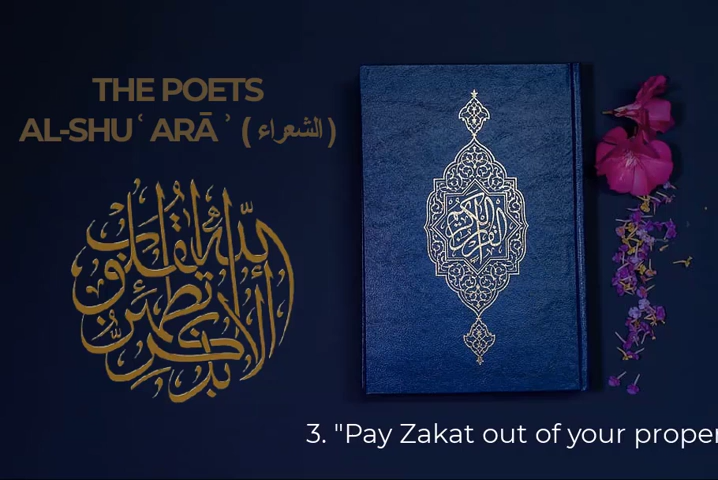 THE POETS
AL-SHUʿARĀʾ (الشعراء)
ألا بذكر الله تطمئن القلوب
القرآن الكريم
3. "Pay Zakat out of your proper